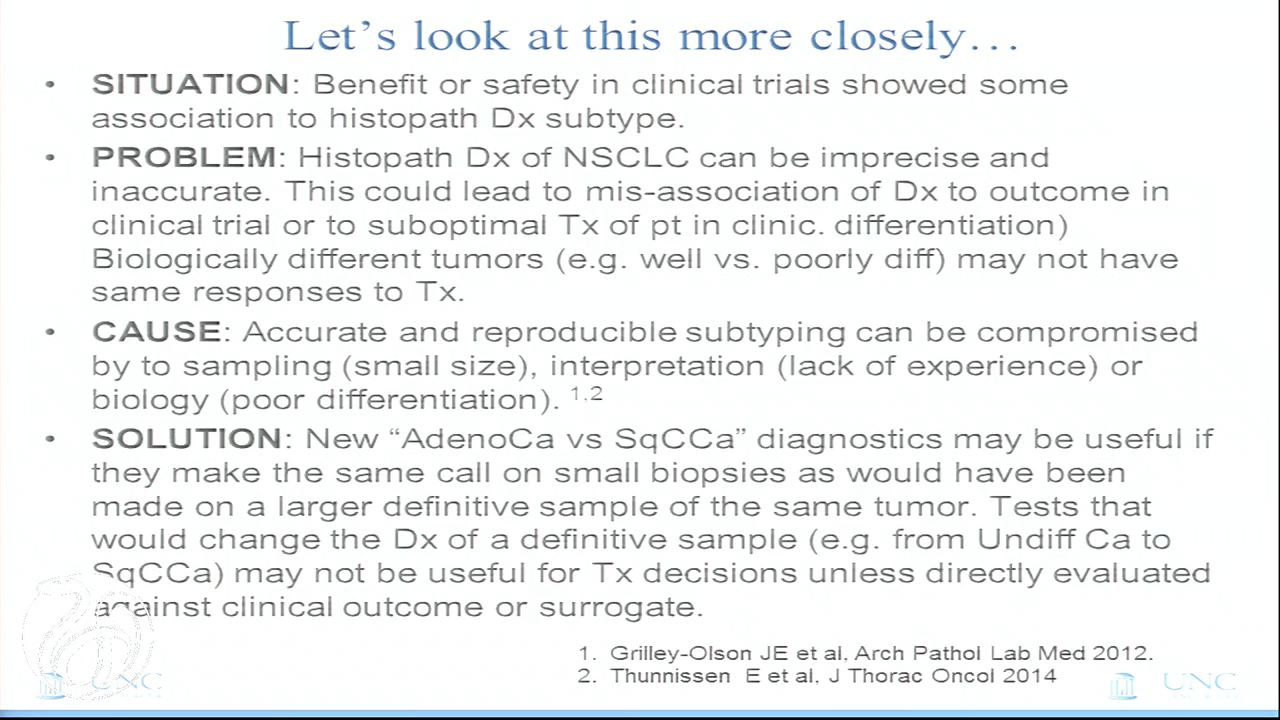 Let's look at this more closely…
• SITUATION: Benefit or safety in clinical trials showed some
association to histopath Dx subtype.
• PROBLEM: Histopath Dx of NSCLC can be imprecise and
inaccurate. This could lead to mis-association of Dx to outcome in
clinical trial or to suboptimal Tx of pt in clinic. differentiation)
Biologically different tumors (e.g. well vs. poorly diff) may not have
same responses to Tx.
• CAUSE: Accurate and reproducible subtyping can be compromised
by to sampling (small size), interpretation (lack of experience) or
biology (poor differentiation). 1,2
• SOLUTION: New “AdenoCa vs SqCCa” diagnostics may be useful if
they make the same call on small biopsies as would have been
made on a larger definitive sample of the same tumor. Tests that
would change the Dx of a definitive sample (e.g. from Undiff Ca to
SqCCa) may not be useful for Tx decisions unless directly evaluated
against clinical outcome or surrogate.
1. Grilley-Olson JE et al, Arch Pathol Lab Med 2012.
2. Thunnissen E et al, J Thorac Oncol 2014
UNC
UNC